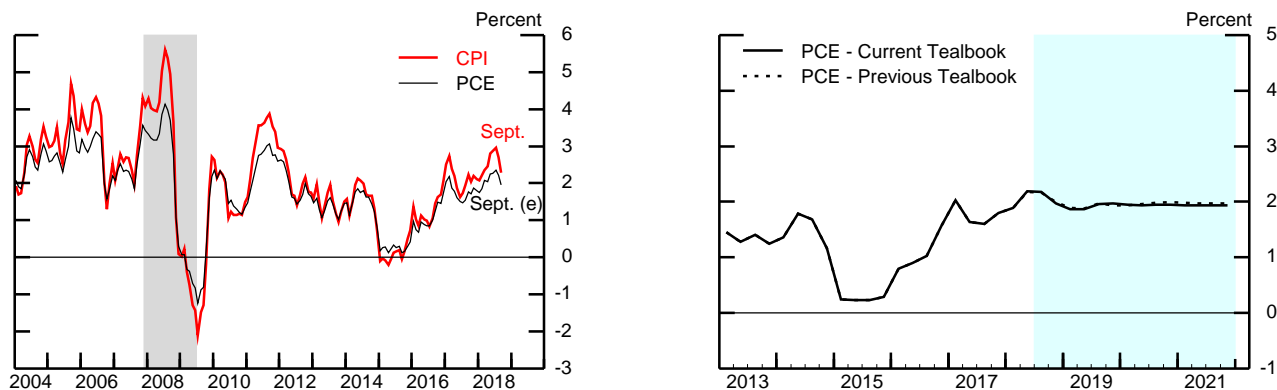 Percent
6
5
4
3
2
1
0
-1
-2
-3
CPI
PCE
Sept.
Sept. (e)
2004 2006 2008 2010 2012 2014 2016 2018
Percent
5
4
3
2
1
0
-1
PCE - Current Tealbook
PCE - Previous Tealbook
2013 2015 2017 2019 2021